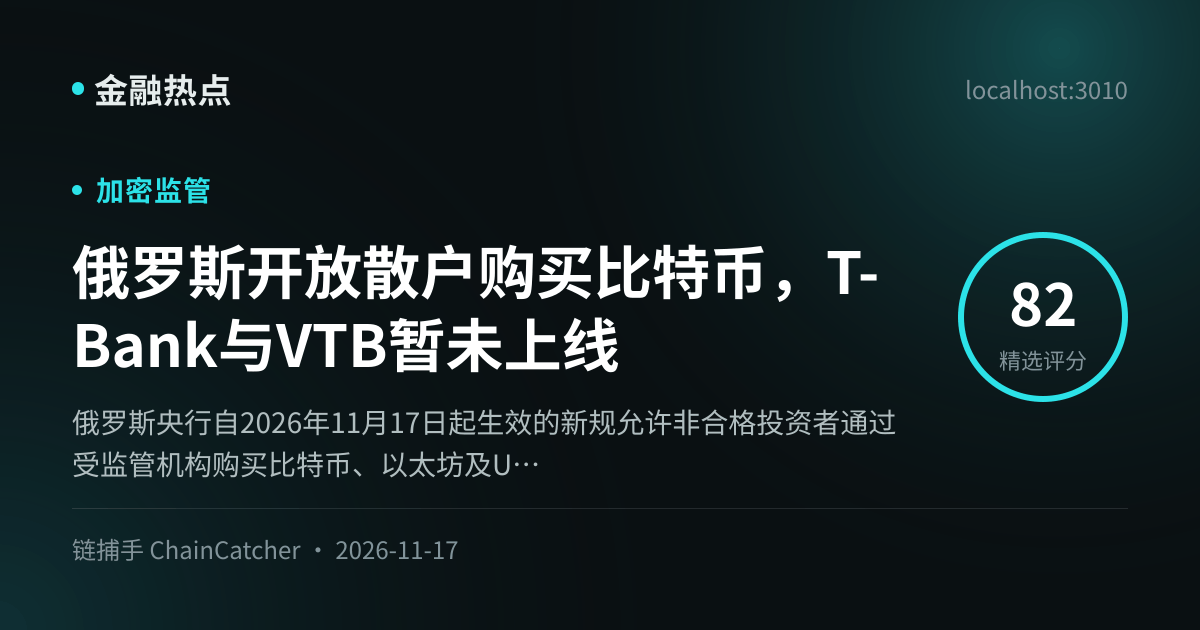 金融热点
localhost:3010
加密监管
俄罗斯开放散户购买比特币，T-
Bank与VTB暂未上线
82
精选评分
俄罗斯央行自2026年11月17日起生效的新规允许非合格投资者通过
受监管机构购买比特币、以太坊及U…
链捕手 ChainCatcher · 2026-11-17